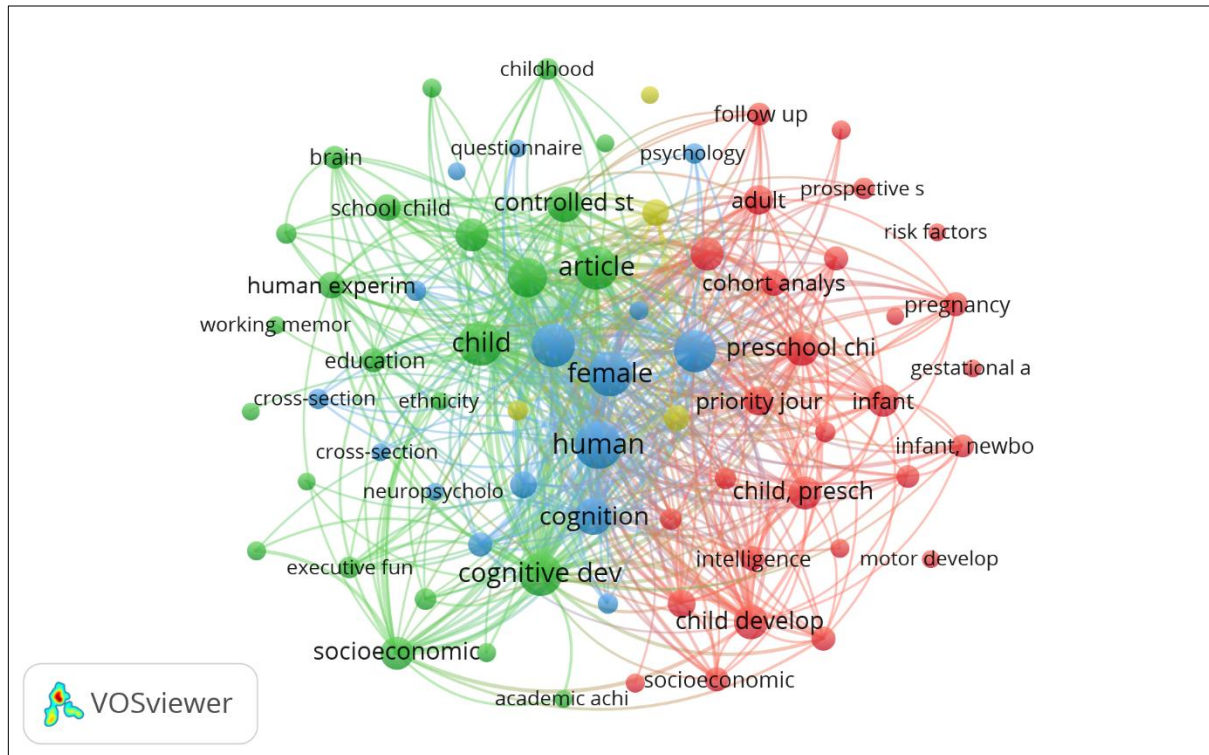 childhood
follow up
questionnaire
psychology
brain
prospective s
school child
controlled st
adult
risk factors
article
human experim
cohort analys
pregnancy
working memor
child
preschool chi
education
female
gestational a
cross-section
ethnicity
priority jour
infant
human
infant, newbo
cross-section
neuropsycholo
child, presch
cognition
intelligence
motor develop
executive fun
cognitive dev
child develop
socioeconomic
socioeconomic
academic achi
VOSviewer